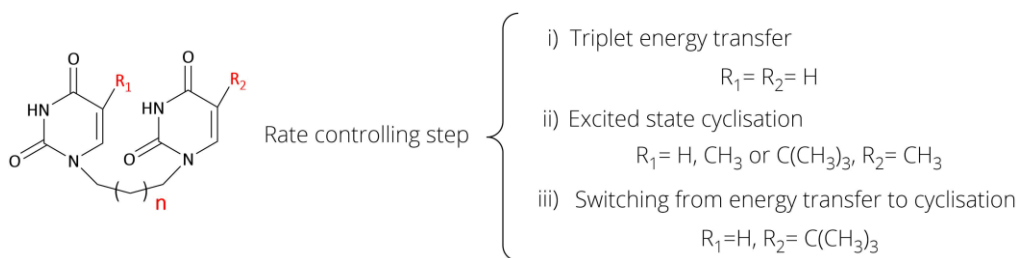 i) Triplet energy transfer
R₁= R₂= H
ii) Excited state cyclisation
R₁= H, CH₃ or C(CH₃)₃, R₂= CH₃
iii) Switching from energy transfer to cyclisation
R₁=H, R₂= C(CH₃)₃
Rate controlling step
O R₁ O R₂
HN HN
O N O N
n